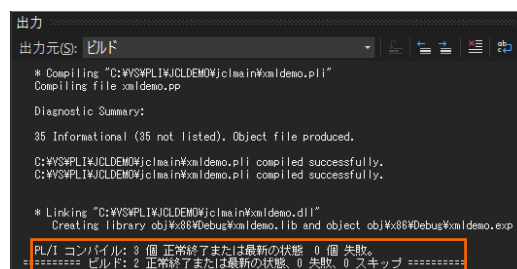 出力
出力元(S): ビルド
* Compiling "C:¥VS¥PLI¥JCLDEMO¥jclmain¥xmldemo.pli"
Compiling file xmldemo.pp
Diagnostic Summary:
35 Informational (35 not listed). Object file produced.
C:¥VS¥PLI¥JCLDEMO¥jclmain¥xmldemo.pli compiled successfully.
C:¥VS¥PLI¥JCLDEMO¥jclmain¥xmldemo.pli compiled successfully.
* Linking "C:¥VS¥PLI¥JCLDEMO¥jclmain¥xmldemo.dll"
Creating library obj¥x86¥Debug¥xmldemo.lib and object obj¥x86¥Debug¥xmldemo.exp
PL/I コンパイル: 3 個 正常終了または最新の状態 0 個 失敗。
========== ビルド: 2 正常終了または最新の状態、0 失敗、0 スキップ ==========